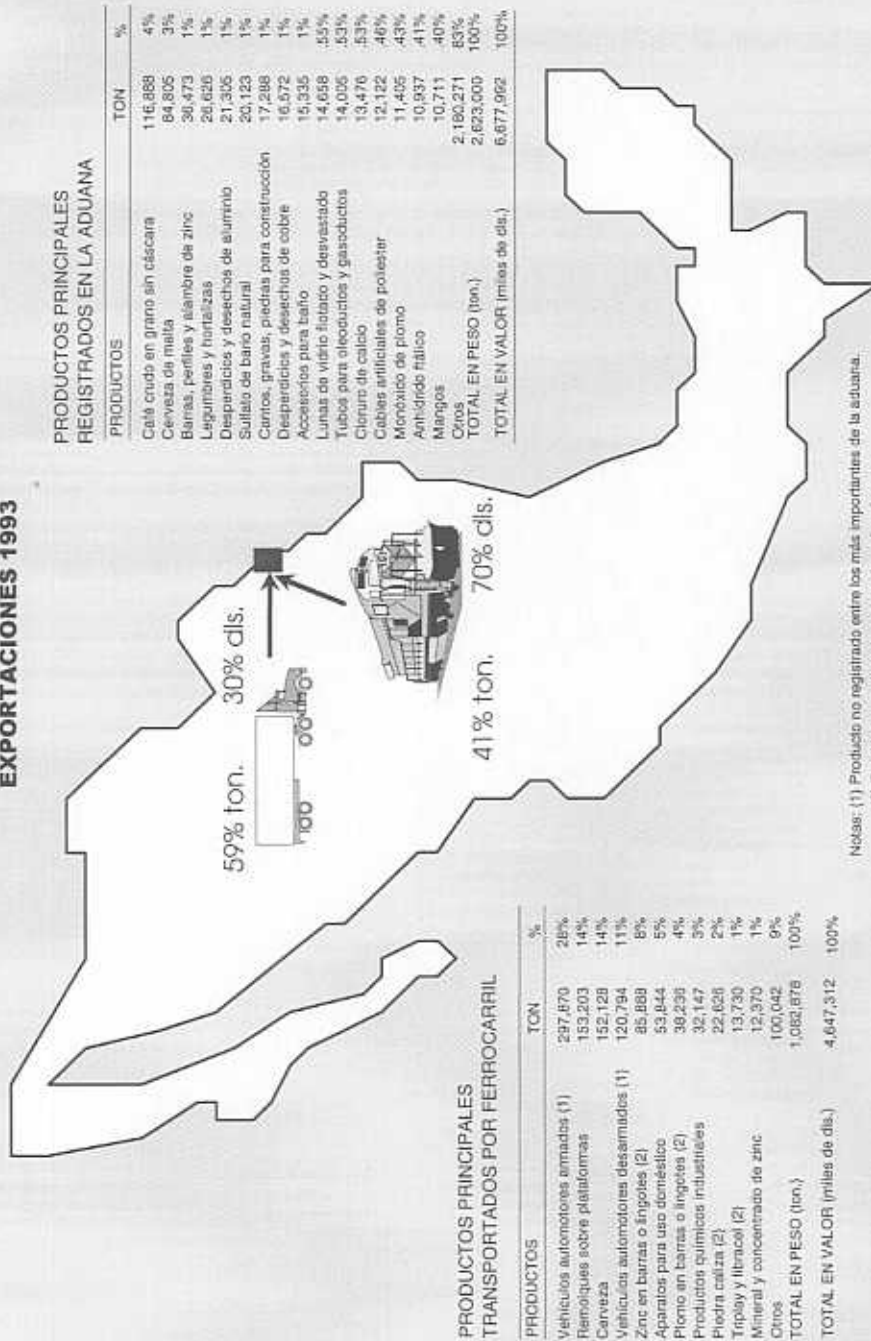 EXPORTACIONES 1993
PRODUCTOS PRINCIPALES
REGISTRADOS EN LA ADUANA
PRODUCTOS TON %
Café crudo en grano sin cáscara 116,888 4%
Cerveza de malta 84,805 3%
Barras, perfiles y alambre de zinc 36,473 1%
Legumbres y hortalizas 26,626 1%
Desperdicios y desechos de aluminio 21,305 1%
Sulfato de bario natural 20,123 1%
Cantos, gravas, piedras para construcción 17,288 1%
Desperdicios y desechos de cobre 16,572 1%
Accesorios para baño 15,335 1%
Lunas de vidrio flotado y desvastado 14,658 .55%
Tubos para oleoductos y gasoductos 14,005 .53%
Cloruro de calcio 13,476 .53%
Cables artificiales de poliester 12,122 .46%
Monóxido de plomo 11,405 .43%
Anhídrido ftálico 10,937 .41%
Mangos 10,711 .40%
Otros 2,180,271 83%
TOTAL EN PESO (ton.) 2,623,000 100%
TOTAL EN VALOR (miles de dls.) 6,677,992 100%
59% ton. 30% dls.
41% ton. 70% dls.
PRODUCTOS PRINCIPALES
TRANSPORTADOS POR FERROCARRIL
PRODUCTOS TON %
Vehículos automotores armados (1) 297,870 28%
Remolques sobre plataformas 153,203 14%
Cerveza 152,128 14%
Vehículos automotores desarmados (1) 120,794 11%
Zinc en barras o lingotes (2) 85,888 8%
Aparatos para uso doméstico 53,844 5%
Plomo en barras o lingotes (2) 38,236 4%
Productos químicos industriales 32,147 3%
Piedra caliza (2) 22,626 2%
Triplay y fibracel (2) 13,730 1%
Mineral y concentrado de zinc 12,370 1%
Otros 100,042 9%
TOTAL EN PESO (ton.) 1,082,878 100%
TOTAL EN VALOR (miles de dls.) 4,647,312 100%
Notas: (1) Producto no registrado entre los más importantes de la aduana.